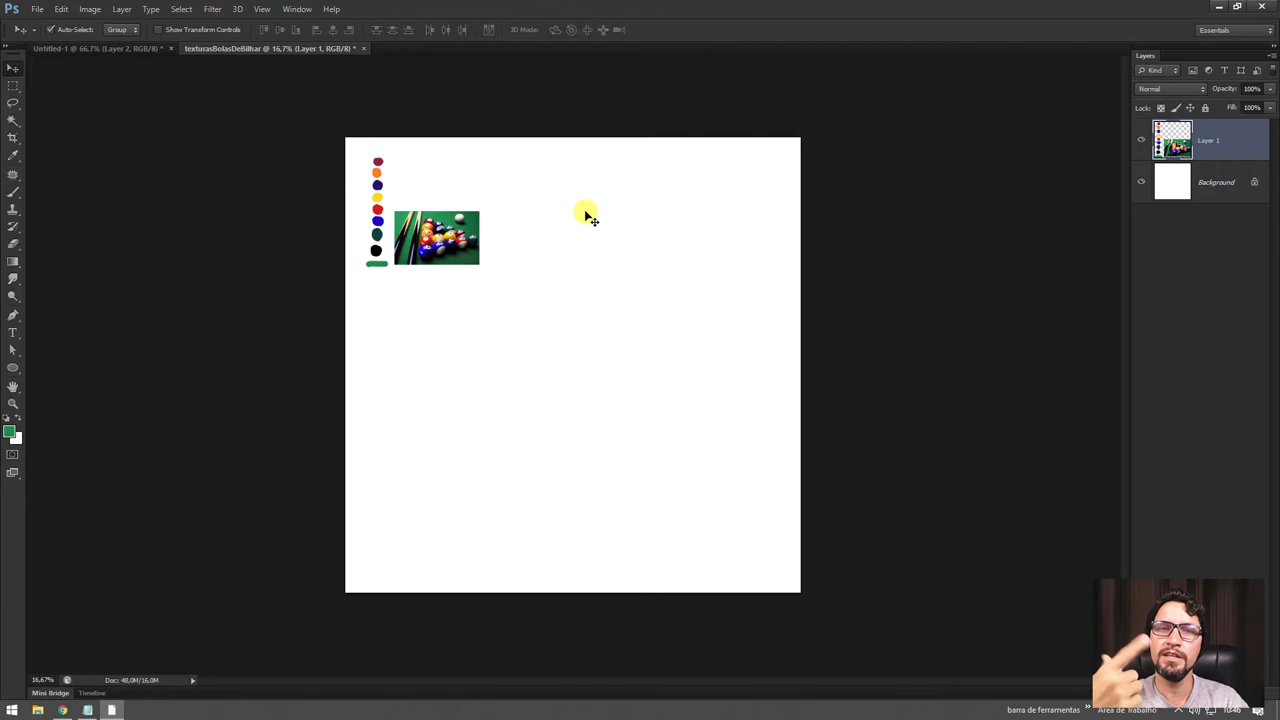 Ps File Edit Image Layer Type Select Filter 3D View Window Help
Auto-Select: Group Show Transform Controls 3D Mode: Essentials
Untitled-1 @ 66,7% (Layer 2, RGB/8) * × texturasBolasDeBilhar @ 16,7% (Layer 1, RGB/8) * ×
Layers
Kind
Normal Opacity: 100%
Lock: Fill: 100%
Layer 1
Background
16,67% Doc: 48,0M/16,0M
Mini Bridge Timeline
barra de ferramentas Área de Trabalho 10:46